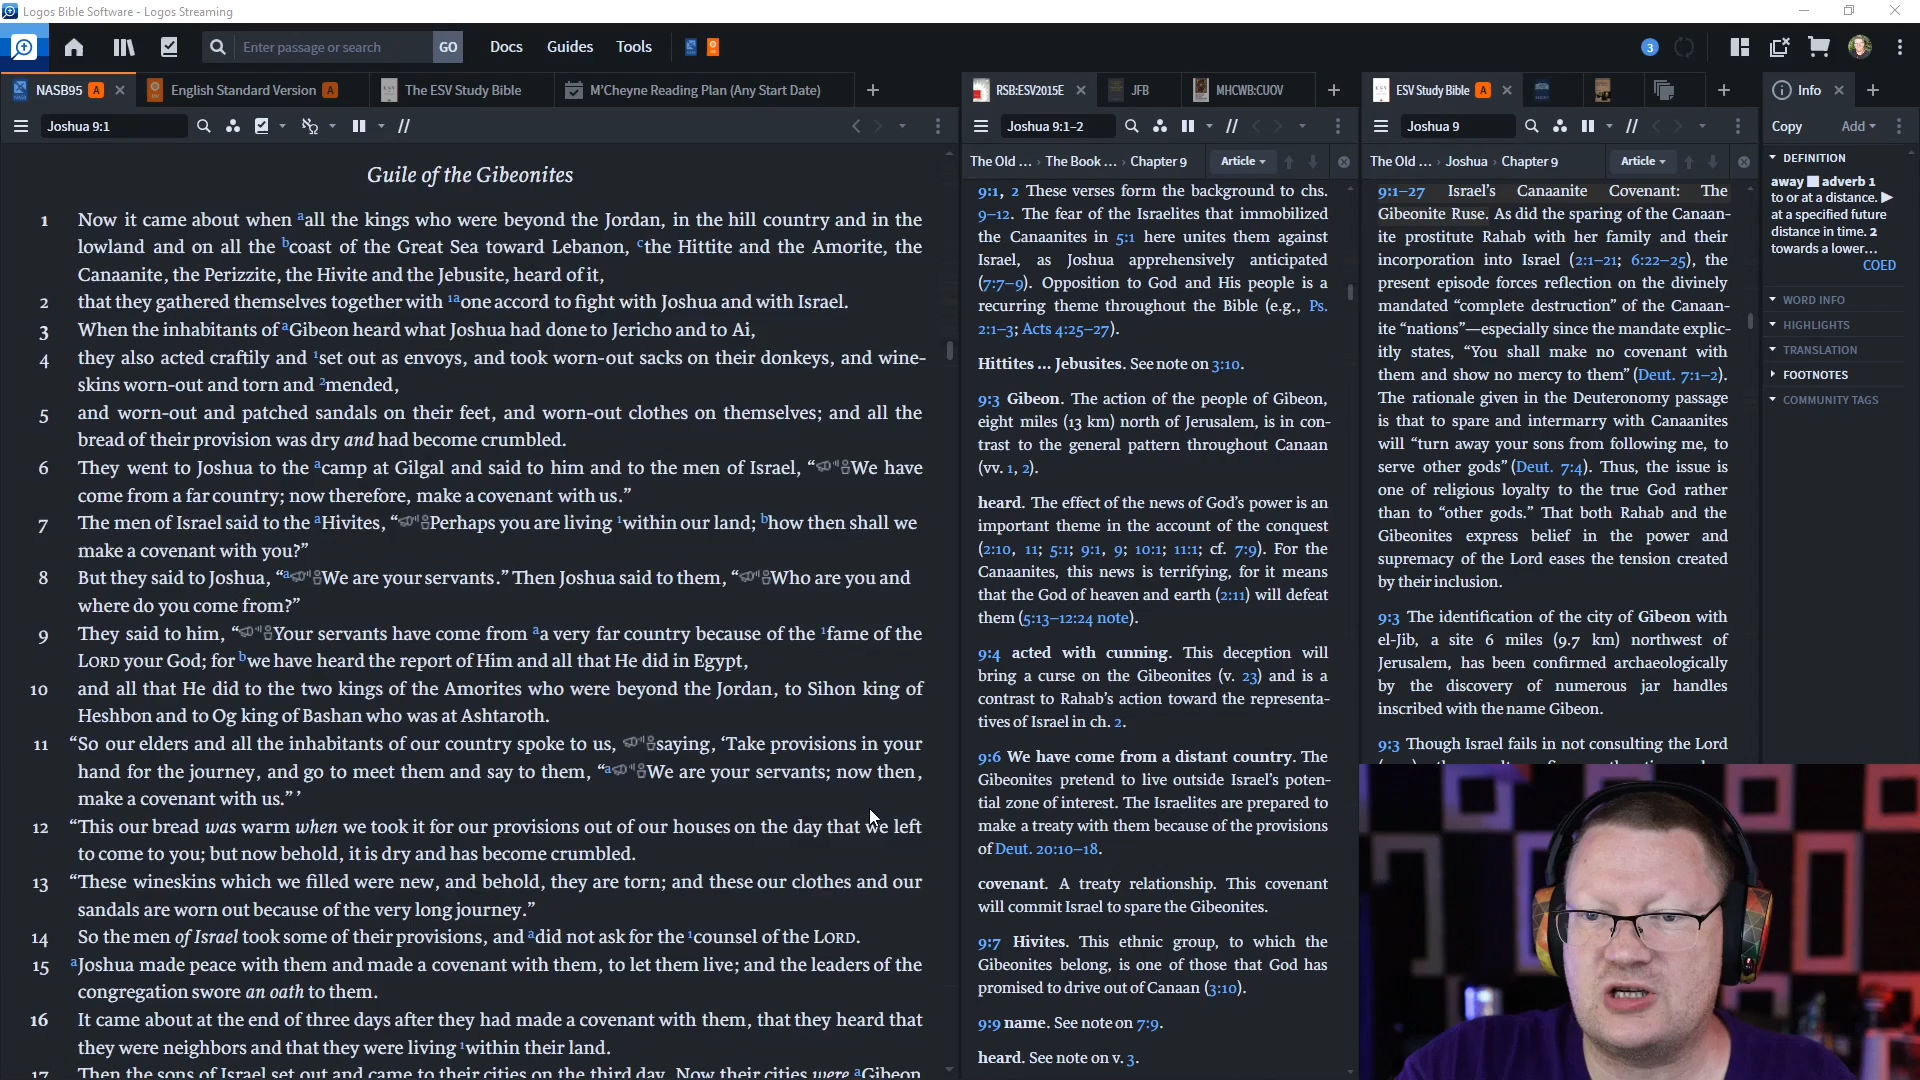 Logos Bible Software - Logos Streaming
Enter passage or search
GO
Docs
Guides
Tools
3
NASB95 A
English Standard Version A
The ESV Study Bible
M'Cheyne Reading Plan (Any Start Date)
RSB:ESV2015E
JFB
MHCWB:CUOV
ESV Study Bible A
Info
Joshua 9:1
Joshua 9:1–2
Joshua 9
Copy
Add
Guile of the Gibeonites
1 Now it came about when aall the kings who were beyond the Jordan, in the hill country and in the
lowland and on all the bcoast of the Great Sea toward Lebanon, cthe Hittite and the Amorite, the
Canaanite, the Perizzite, the Hivite and the Jebusite, heard of it,
2 that they gathered themselves together with 1aone accord to fight with Joshua and with Israel.
3 When the inhabitants of aGibeon heard what Joshua had done to Jericho and to Ai,
4 they also acted craftily and 1set out as envoys, and took worn-out sacks on their donkeys, and wine-
skins worn-out and torn and 2mended,
5 and worn-out and patched sandals on their feet, and worn-out clothes on themselves; and all the
bread of their provision was dry and had become crumbled.
6 They went to Joshua to the acamp at Gilgal and said to him and to the men of Israel, “We have
come from a far country; now therefore, make a covenant with us.”
7 The men of Israel said to the aHivites, “Perhaps you are living 1within our land; bhow then shall we
make a covenant with you?”
8 But they said to Joshua, “aWe are your servants.” Then Joshua said to them, “Who are you and
where do you come from?”
9 They said to him, “Your servants have come from aa very far country because of the 1fame of the
LORD your God; for bwe have heard the report of Him and all that He did in Egypt,
10 and all that He did to the two kings of the Amorites who were beyond the Jordan, to Sihon king of
Heshbon and to Og king of Bashan who was at Ashtaroth.
11 “So our elders and all the inhabitants of our country spoke to us, saying, ‘Take provisions in your
hand for the journey, and go to meet them and say to them, “aWe are your servants; now then,
make a covenant with us.” ’
12 “This our bread was warm when we took it for our provisions out of our houses on the day that we left
to come to you; but now behold, it is dry and has become crumbled.
13 “These wineskins which we filled were new, and behold, they are torn; and these our clothes and our
sandals are worn out because of the very long journey.”
14 So the men of Israel took some of their provisions, and adid not ask for the 1counsel of the LORD.
15 aJoshua made peace with them and made a covenant with them, to let them live; and the leaders of the
congregation swore an oath to them.
16 It came about at the end of three days after they had made a covenant with them, that they heard that
they were neighbors and that they were living 1within their land.
17 Then the sons of Israel set out and came to their cities on the third day. Now their cities were aGibeon
The Old ... › The Book ... › Chapter 9
Article
9:1, 2 These verses form the background to chs.
9–12. The fear of the Israelites that immobilized
the Canaanites in 5:1 here unites them against
Israel, as Joshua apprehensively anticipated
(7:7–9). Opposition to God and His people is a
recurring theme throughout the Bible (e.g., Ps.
2:1–3; Acts 4:25–27).
Hittites ... Jebusites. See note on 3:10.
9:3 Gibeon. The action of the people of Gibeon,
eight miles (13 km) north of Jerusalem, is in con-
trast to the general pattern throughout Canaan
(vv. 1, 2).
heard. The effect of the news of God’s power is an
important theme in the account of the conquest
(2:10, 11; 5:1; 9:1, 9; 10:1; 11:1; cf. 7:9). For the
Canaanites, this news is terrifying, for it means
that the God of heaven and earth (2:11) will defeat
them (5:13–12:24 note).
9:4 acted with cunning. This deception will
bring a curse on the Gibeonites (v. 23) and is a
contrast to Rahab’s action toward the representa-
tives of Israel in ch. 2.
9:6 We have come from a distant country. The
Gibeonites pretend to live outside Israel’s poten-
tial zone of interest. The Israelites are prepared to
make a treaty with them because of the provisions
of Deut. 20:10–18.
covenant. A treaty relationship. This covenant
will commit Israel to spare the Gibeonites.
9:7 Hivites. This ethnic group, to which the
Gibeonites belong, is one of those that God has
promised to drive out of Canaan (3:10).
9:9 name. See note on 7:9.
heard. See note on v. 3.
The Old ... › Joshua › Chapter 9
Article
9:1–27 Israel’s Canaanite Covenant: The
Gibeonite Ruse. As did the sparing of the Canaan-
ite prostitute Rahab with her family and their
incorporation into Israel (2:1–21; 6:22–25), the
present episode forces reflection on the divinely
mandated “complete destruction” of the Canaan-
ite “nations”—especially since the mandate explic-
itly states, “You shall make no covenant with
them and show no mercy to them” (Deut. 7:1–2).
The rationale given in the Deuteronomy passage
is that to spare and intermarry with Canaanites
will “turn away your sons from following me, to
serve other gods” (Deut. 7:4). Thus, the issue is
one of religious loyalty to the true God rather
than to “other gods.” That both Rahab and the
Gibeonites express belief in the power and
supremacy of the Lord eases the tension created
by their inclusion.
9:3 The identification of the city of Gibeon with
el-Jib, a site 6 miles (9.7 km) northwest of
Jerusalem, has been confirmed archaeologically
by the discovery of numerous jar handles
inscribed with the name Gibeon.
9:3 Though Israel fails in not consulting the Lord
DEFINITION
away ■ adverb 1
to or at a distance. ▶
at a specified future
distance in time. 2
towards a lower...
COED
WORD INFO
HIGHLIGHTS
TRANSLATION
FOOTNOTES
COMMUNITY TAGS